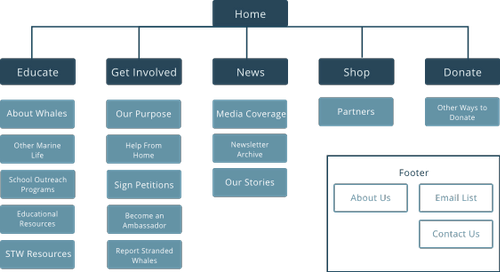 Home
Educate
Get Involved
News
Shop
Donate
About Whales
Other Marine
Life
School Outreach
Programs
Educational
Resources
STW Resources
Our Purpose
Help From
Home
Sign Petitions
Become an
Ambassador
Report Stranded
Whales
Media Coverage
Newsletter
Archive
Our Stories
Partners
Other Ways to
Donate
Footer
About Us
Email List
Contact Us